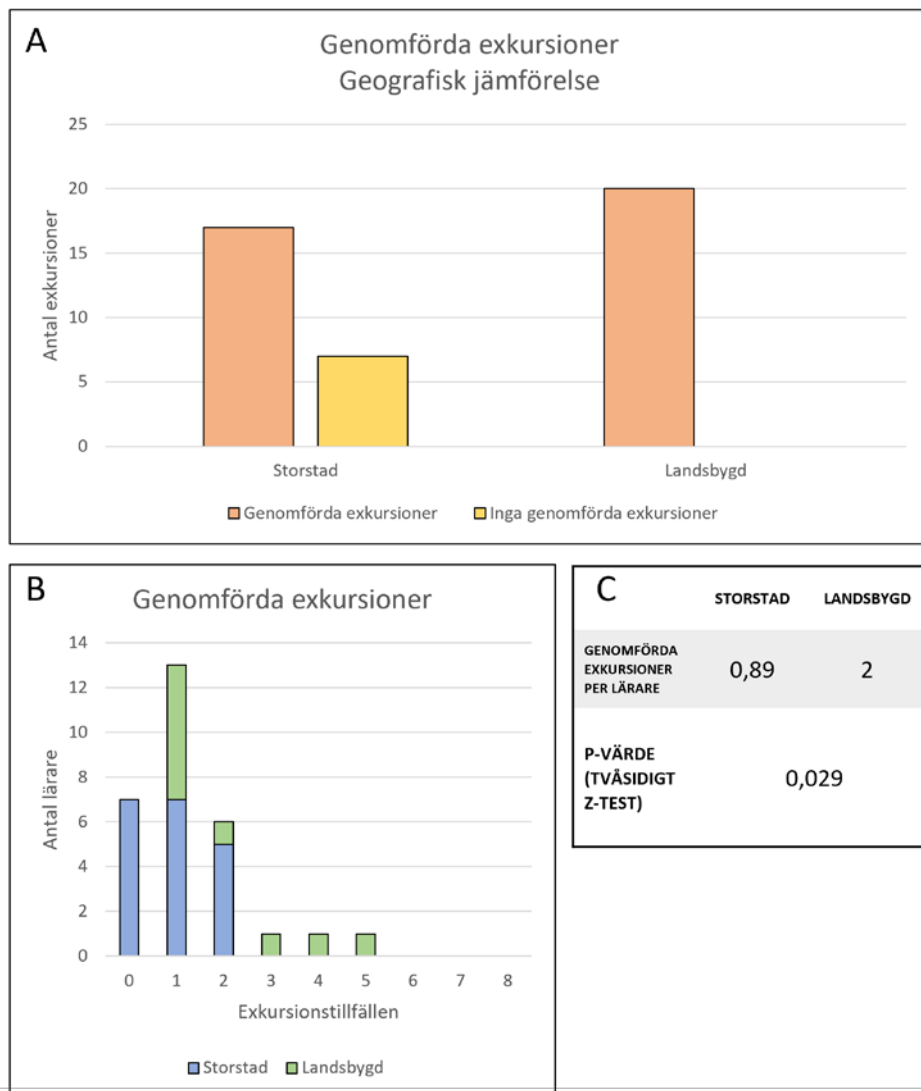 A
Genomförda exkursioner
Geografisk jämförelse
25
20
15
10
5
0
Antal exkursioner
Storstad
Landsbygd
Genomförda exkursioner
Inga genomförda exkursioner
B
Genomförda exkursioner
14
12
10
8
6
4
2
0
Antal lärare
0 1 2 3 4 5 6 7 8
Exkursionstillfällen
Storstad
Landsbygd
C
STORSTAD LANDSBYGD
GENOMFÖRDA
EXKURSIONER
PER LÄRARE
0,89 2
P-VÄRDE
(TVÅSIDIGT
Z-TEST)
0,029